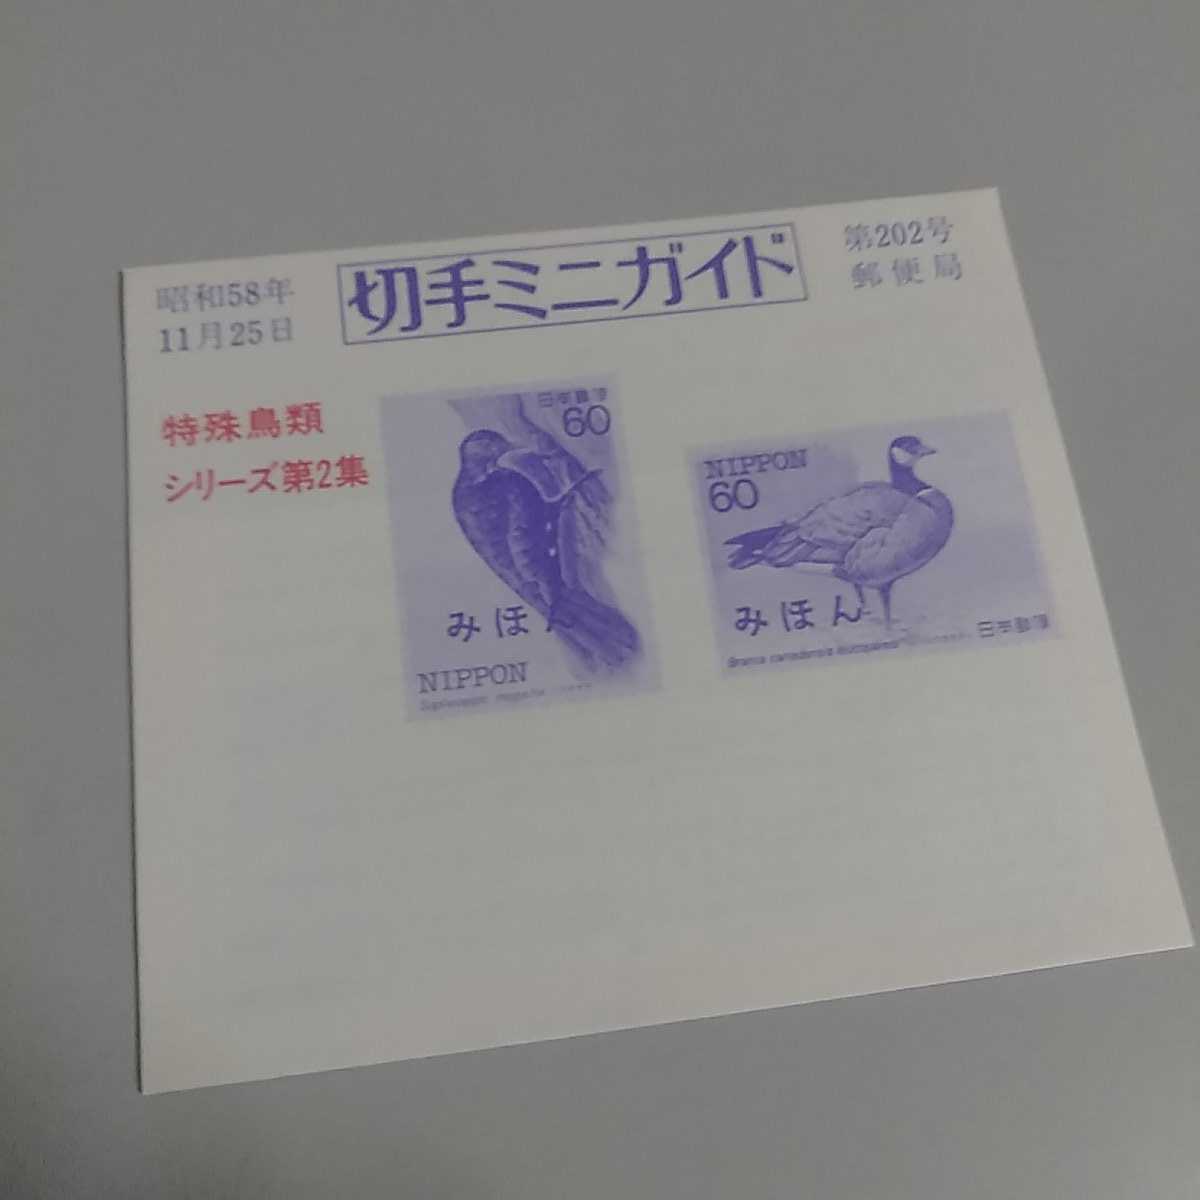 昭和58年
11月25日
切手ミニガイド
第202号
郵便局
特殊鳥類
シリーズ第2集
日本郵便
60
みほん
NIPPON
NIPPON
60
みほん
Branta canadensis
日本郵便